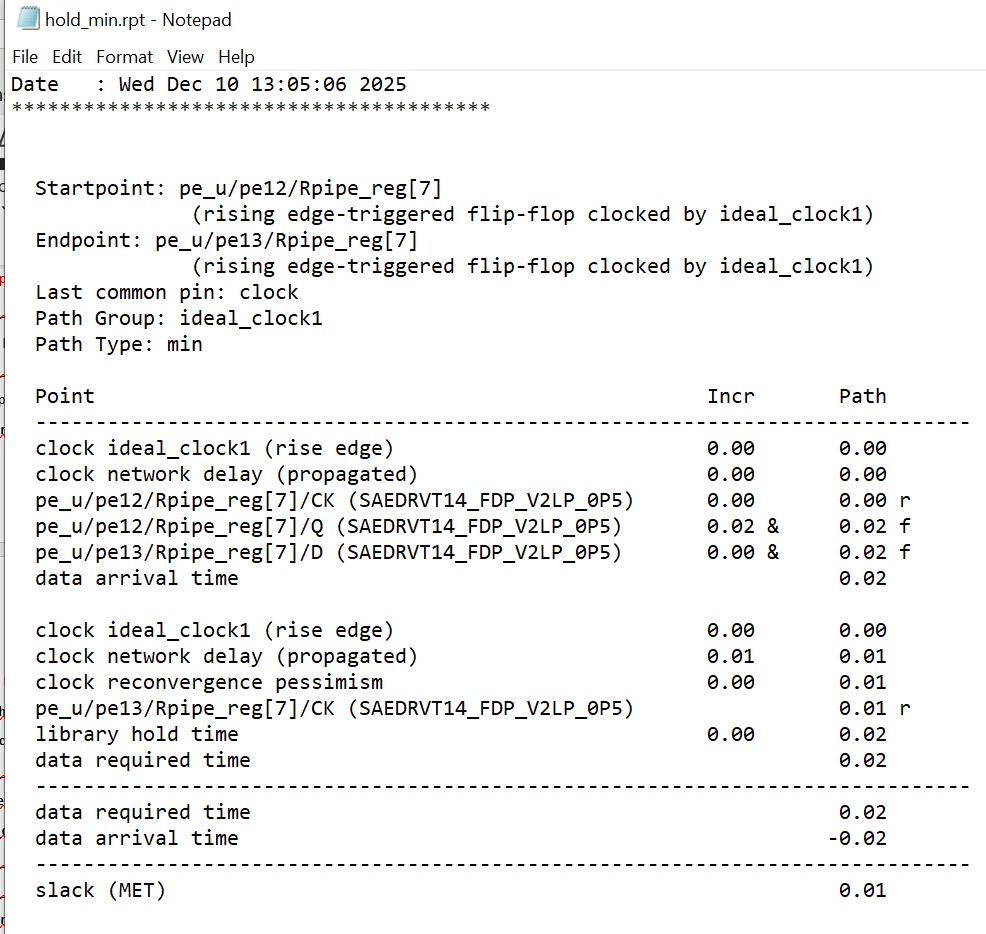 hold_min.rpt - Notepad
File Edit Format View Help
Date   : Wed Dec 10 13:05:06 2025
****************************************
Startpoint: pe_u/pe12/Rpipe_reg[7]
(rising edge-triggered flip-flop clocked by ideal_clock1)
Endpoint: pe_u/pe13/Rpipe_reg[7]
(rising edge-triggered flip-flop clocked by ideal_clock1)
Last common pin: clock
Path Group: ideal_clock1
Path Type: min
Point Incr Path
------------------------------------------------------------------------------
clock ideal_clock1 (rise edge) 0.00 0.00
clock network delay (propagated) 0.00 0.00
pe_u/pe12/Rpipe_reg[7]/CK (SAEDRVT14_FDP_V2LP_0P5) 0.00 0.00 r
pe_u/pe12/Rpipe_reg[7]/Q (SAEDRVT14_FDP_V2LP_0P5) 0.02 & 0.02 f
pe_u/pe13/Rpipe_reg[7]/D (SAEDRVT14_FDP_V2LP_0P5) 0.00 & 0.02 f
data arrival time 0.02
clock ideal_clock1 (rise edge) 0.00 0.00
clock network delay (propagated) 0.01 0.01
clock reconvergence pessimism 0.00 0.01
pe_u/pe13/Rpipe_reg[7]/CK (SAEDRVT14_FDP_V2LP_0P5) 0.01 r
library hold time 0.00 0.02
data required time 0.02
------------------------------------------------------------------------------
data required time 0.02
data arrival time -0.02
------------------------------------------------------------------------------
slack (MET) 0.01